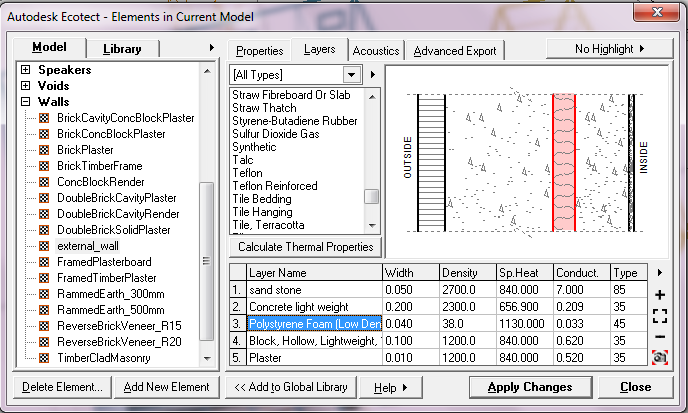 Autodesk Ecotect - Elements in Current Model
Model Library
Speakers
Voids
Walls
BrickCavityConcBlockPlaster
BrickConcBlockPlaster
BrickPlaster
BrickTimberFrame
ConcBlockRender
DoubleBrickCavityPlaster
DoubleBrickCavityRender
DoubleBrickSolidPlaster
external_wall
FramedPlasterboard
FramedTimberPlaster
RammedEarth_300mm
RammedEarth_500mm
ReverseBrickVeneer_R15
ReverseBrickVeneer_R20
TimberCladMasonry
Delete Element... Add New Element
Properties Layers Acoustics Advanced Export
No Highlight
[All Types]
Straw Fibreboard Or Slab
Straw Thatch
Styrene-Butadiene Rubber
Sulfur Dioxide Gas
Synthetic
Talc
Teflon
Teflon Reinforced
Tile Bedding
Tile Hanging
Tile, Terracotta
Calculate Thermal Properties
OUTSIDE
INSIDE
Layer Name Width Density Sp.Heat Conduct. Type
1. sand stone 0.050 2700.0 840.000 7.000 85
2. Concrete light weight 0.200 2300.0 656.900 0.209 35
3. Polystyrene Foam (Low Den 0.040 38.0 1130.000 0.033 45
4. Block, Hollow, Lightweight, 0.100 1200.0 840.000 0.620 35
5. Plaster 0.010 1200.0 840.000 0.520 35
<< Add to Global Library Help Apply Changes Close